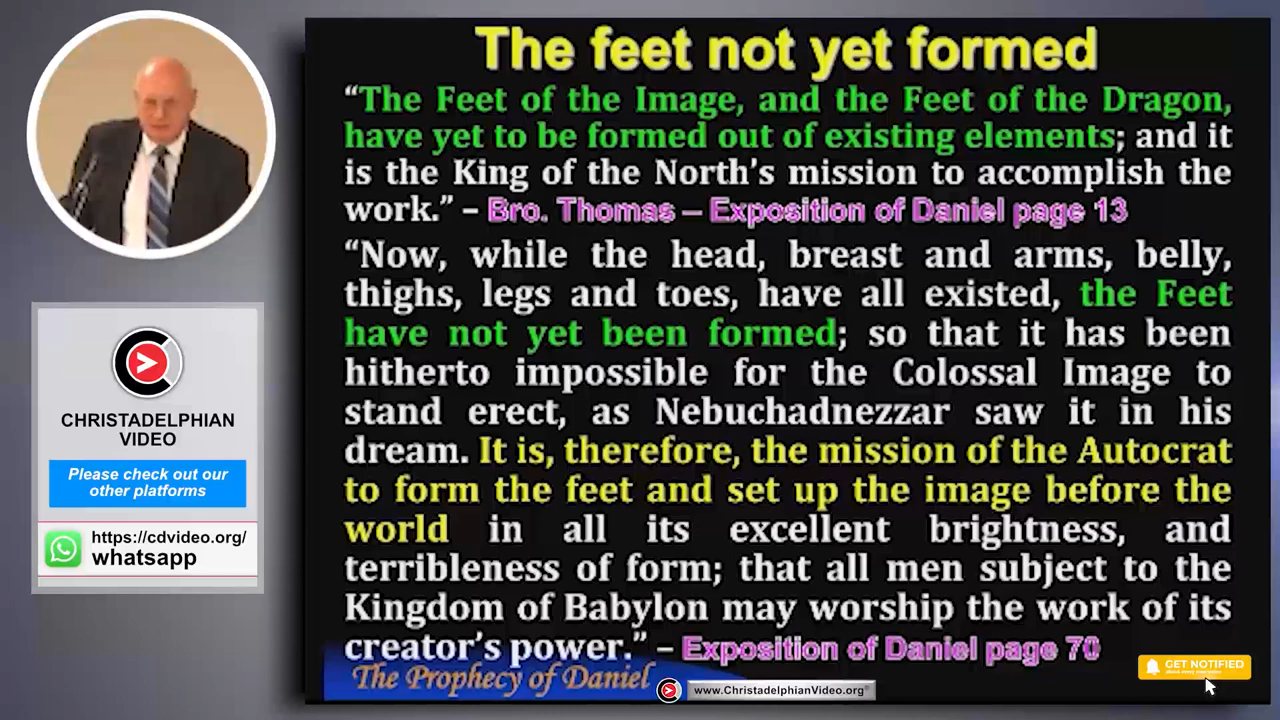 The feet not yet formed
“The Feet of the Image, and the Feet of the Dragon,
have yet to be formed out of existing elements; and it
is the King of the North’s mission to accomplish the
work.” – Bro. Thomas – Exposition of Daniel page 13
“Now, while the head, breast and arms, belly,
thighs, legs and toes, have all existed, the Feet
have not yet been formed; so that it has been
hitherto impossible for the Colossal Image to
stand erect, as Nebuchadnezzar saw it in his
dream. It is, therefore, the mission of the Autocrat
to form the feet and set up the image before the
world in all its excellent brightness, and
terribleness of form; that all men subject to the
Kingdom of Babylon may worship the work of its
creator’s power.” – Exposition of Daniel page 70
The Prophecy of Daniel
www.ChristadelphianVideo.org
GET NOTIFIED
CHRISTADELPHIAN
VIDEO
Please check out our
other platforms
https://cdvideo.org/
whatsapp